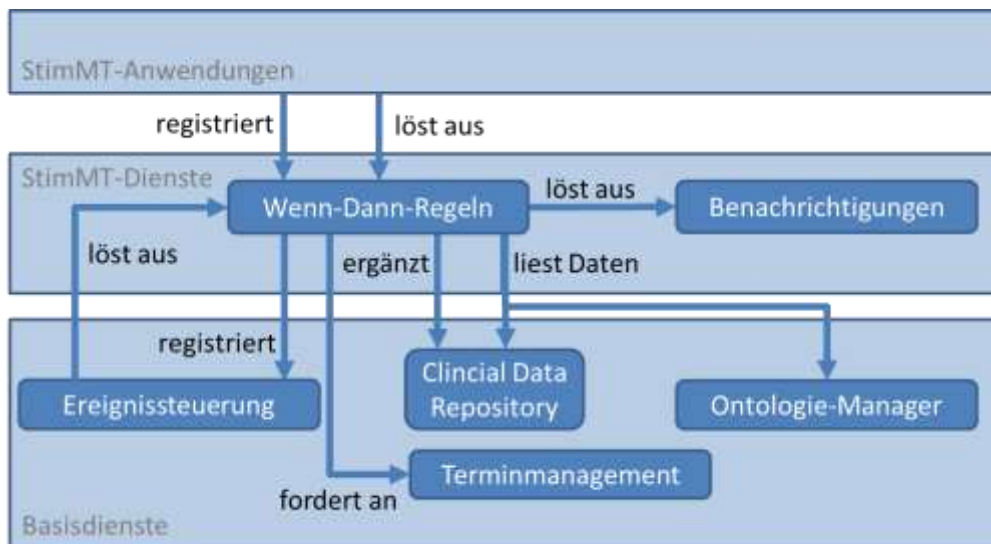 StimMT-Anwendungen
registriert
löst aus
StimMT-Dienste
Wenn-Dann-Regeln
löst aus
Benachrichtigungen
löst aus
ergänzt
liest Daten
registriert
Ereignissteuerung
Clincial Data
Repository
Ontologie-Manager
Terminmanagement
fordert an
Basisdienste